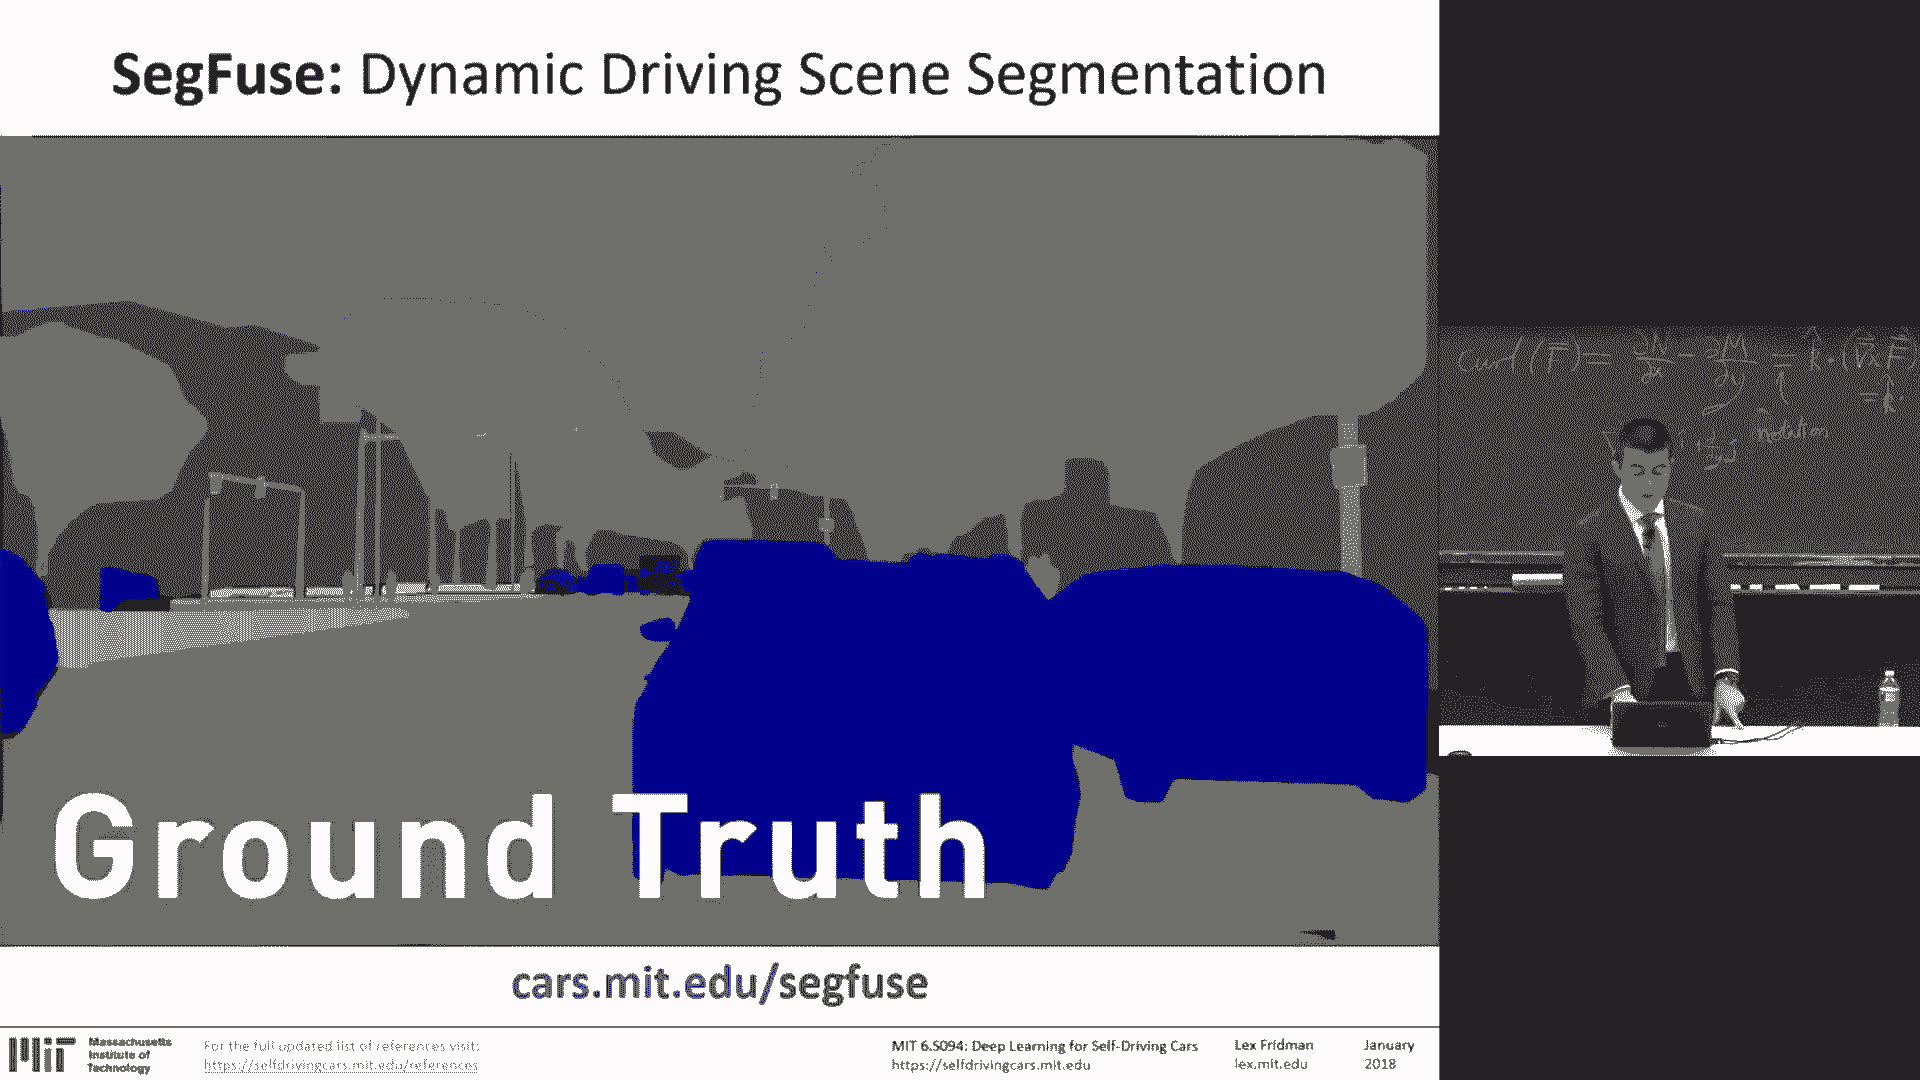 SegFuse: Dynamic Driving Scene Segmentation
curl (F) = ∂N/∂x - ∂M/∂y = k · (∇ x F)
= k ·
notation
Ground Truth
cars.mit.edu/segfuse
Massachusetts
Institute of
Technology
For the full updated list of references visit:
https://selfdrivingcars.mit.edu/references
MIT 6.S094: Deep Learning for Self-Driving Cars
https://selfdrivingcars.mit.edu
Lex Fridman
lex.mit.edu
January
2018